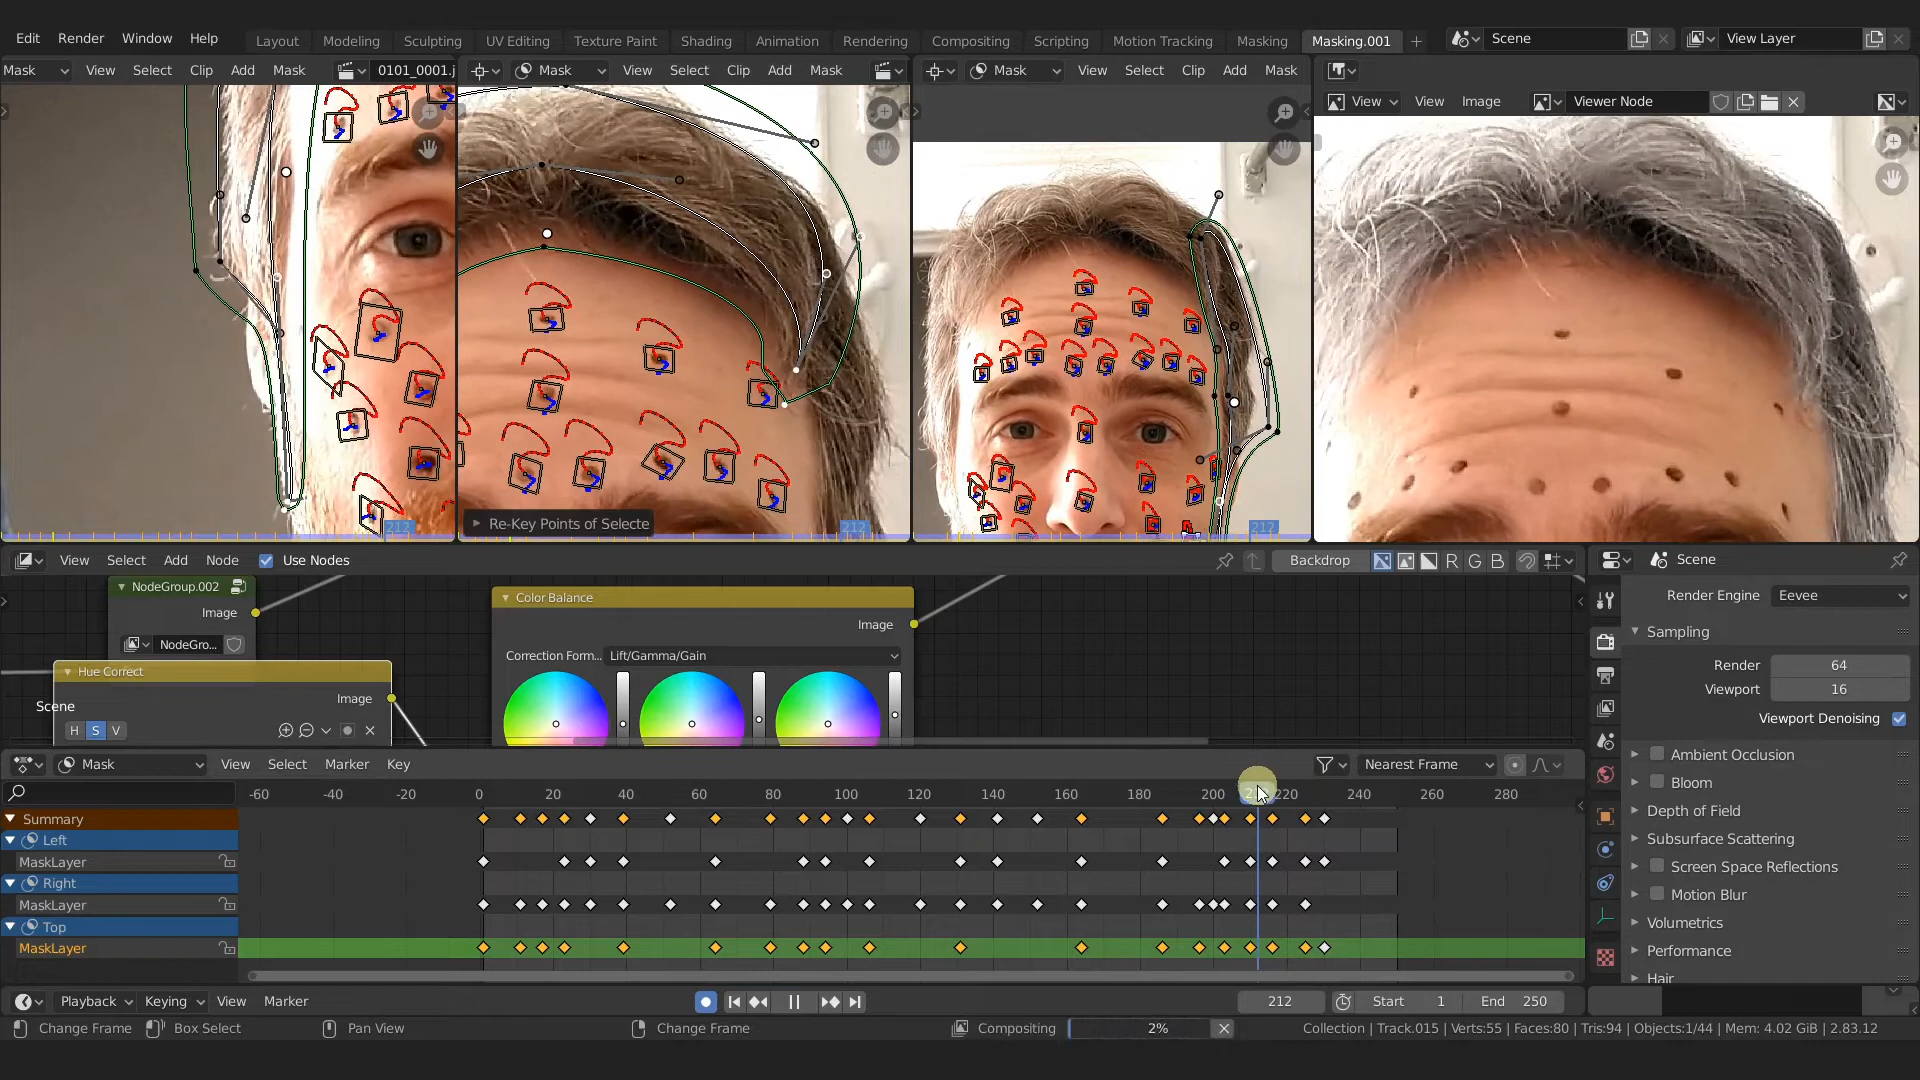 Edit Render Window Help Layout Modeling Sculpting UV Editing Texture Paint Shading Animation Rendering Compositing Scripting Motion Tracking Masking Masking.001 + Scene View Layer
Mask View Select Clip Add Mask 0101_0001.j Mask View Select Clip Add Mask Mask View Select Clip Add Mask
View View Image Viewer Node
Re-Key Points of Selecte
212 212 212
View Select Add Node Use Nodes Backdrop R G B Scene
NodeGroup.002
Image
NodeGro...
Hue Correct
Image
Scene
H S V
Color Balance
Image
Correction Form... Lift/Gamma/Gain
Render Engine Eevee
Sampling
Render 64
Viewport 16
Viewport Denoising
Ambient Occlusion
Bloom
Depth of Field
Subsurface Scattering
Screen Space Reflections
Motion Blur
Volumetrics
Performance
Hair
Mask View Select Marker Key Nearest Frame
-60 -40 -20 0 20 40 60 80 100 120 140 160 180 200 220 240 260 280
Summary
Left
MaskLayer
Right
MaskLayer
Top
MaskLayer
Playback Keying View Marker 212 Start 1 End 250
Change Frame Box Select Pan View Change Frame Compositing 2% Collection | Track.015 | Verts:55 | Faces:80 | Tris:94 | Objects:1/44 | Mem: 4.02 GiB | 2.83.12